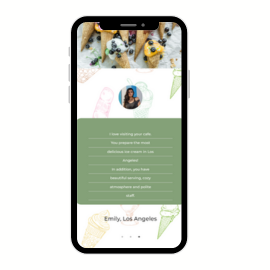 I love visiting your cafe.
You prepare the most
delicious ice cream in Los
Angeles!
In addition, you have
beautiful serving, cozy
atmosphere and polite
staff.
Emily, Los Angeles